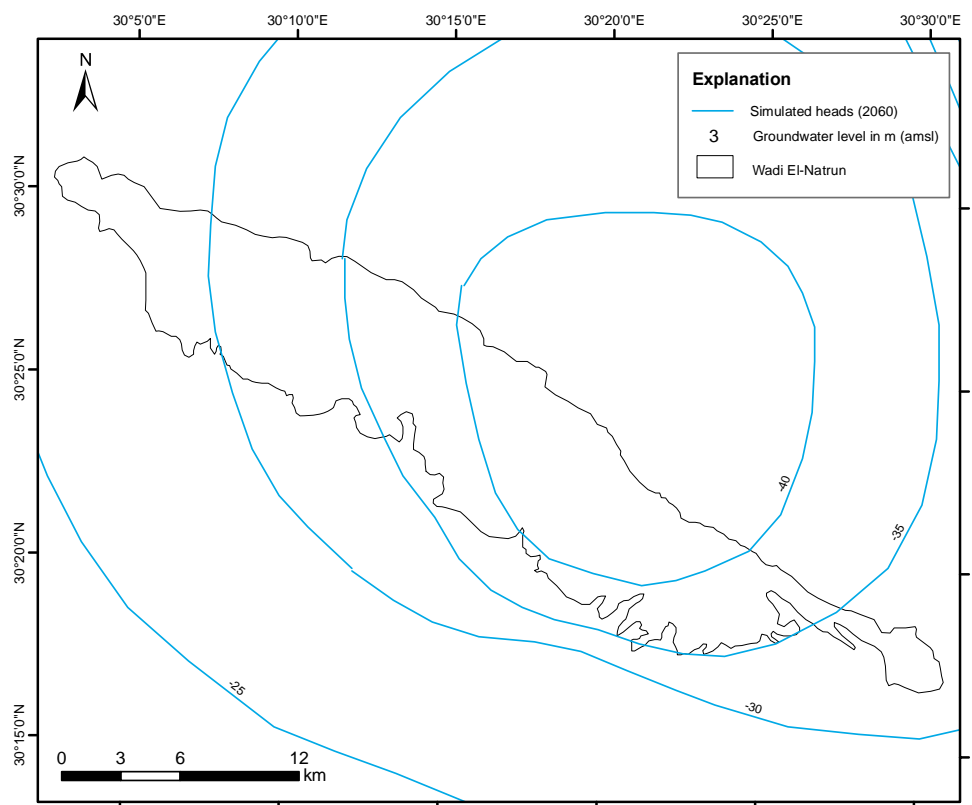 30°5'0"E 30°10'0"E 30°15'0"E 30°20'0"E 30°25'0"E 30°30'0"E
N
Explanation
Simulated heads (2060)
3 Groundwater level in m (amsl)
Wadi El-Natrun
30°30'0"N
30°25'0"N
30°20'0"N
30°15'0"N
-40
-35
-25
-30
0 3 6 12
km